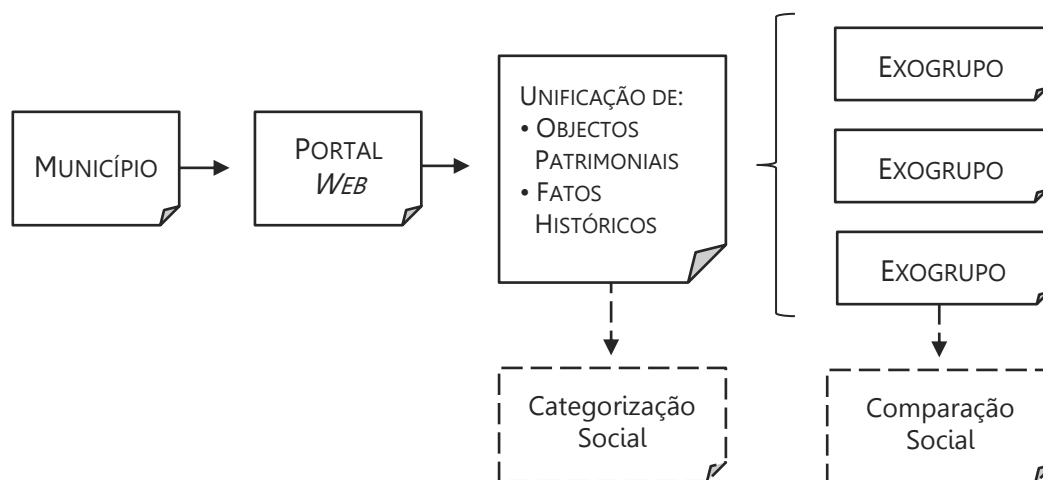 MUNICÍPIO
PORTAL
WEB
UNIFICAÇÃO DE:
• OBJECTOS
PATRIMONIAIS
• FATOS
HISTÓRICOS
EXOGRUPO
EXOGRUPO
EXOGRUPO
Categorização
Social
Comparação
Social